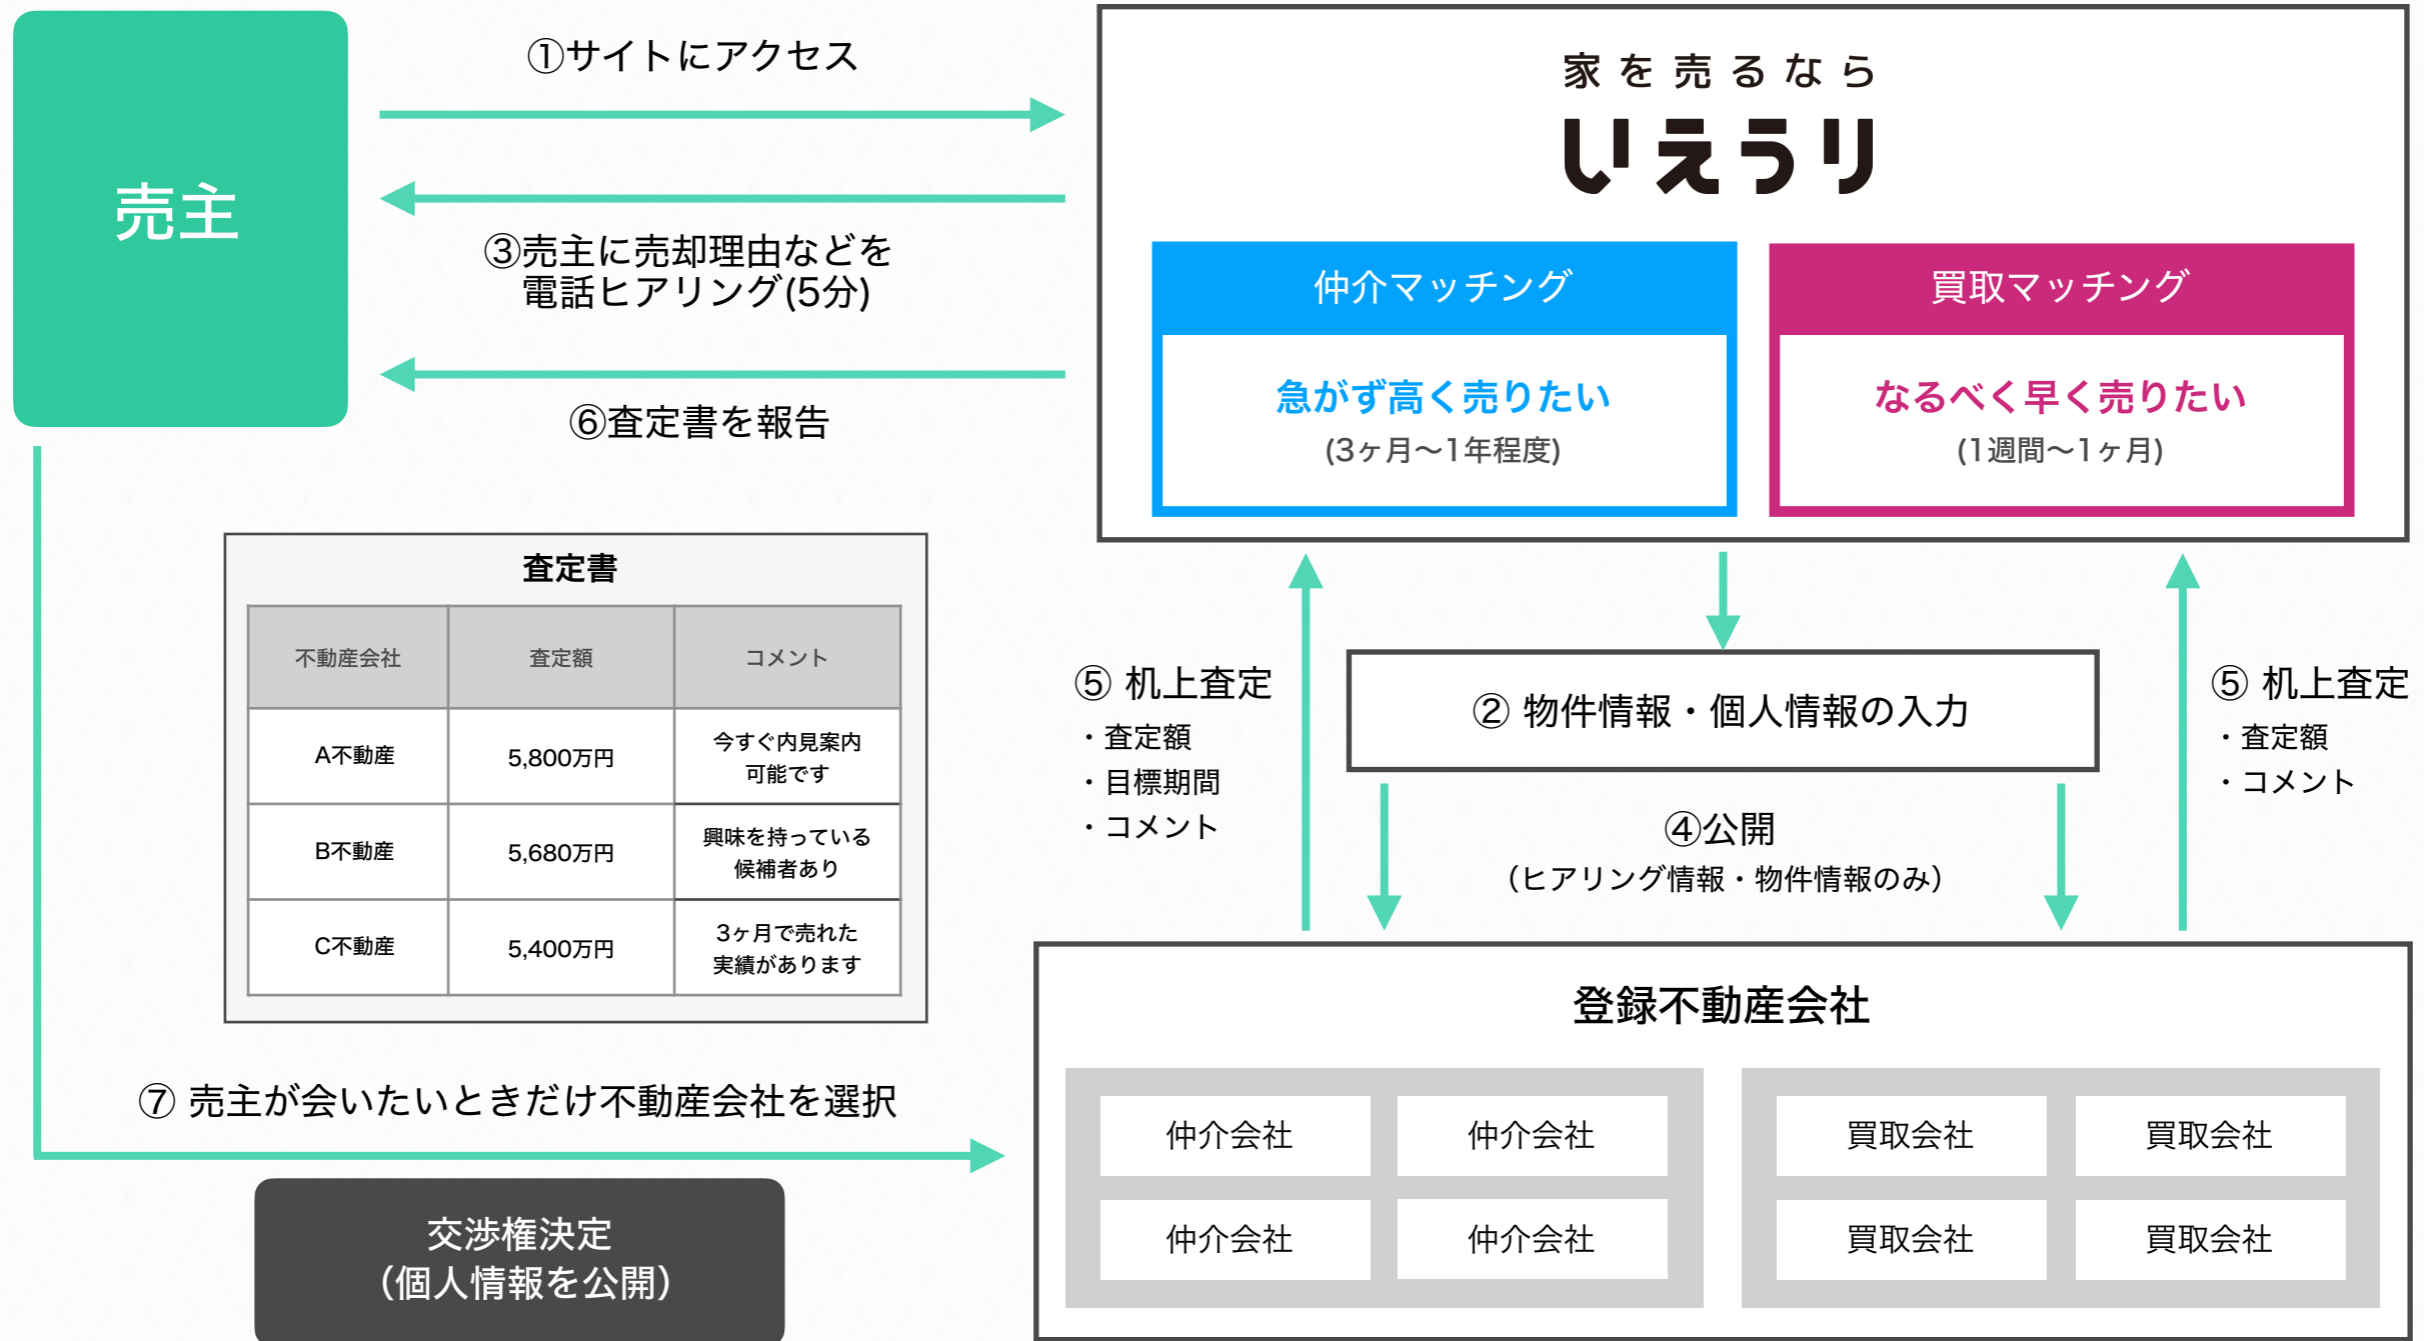 売主
①サイトにアクセス
③売主に売却理由などを
電話ヒアリング(5分)
⑥査定書を報告
家を売るなら
いえうり
仲介マッチング
急がず高く売りたい
(3ヶ月〜1年程度)
買取マッチング
なるべく早く売りたい
(1週間〜1ヶ月)
② 物件情報・個人情報の入力
④公開
（ヒアリング情報・物件情報のみ）
⑤ 机上査定
・査定額
・目標期間
・コメント
⑤ 机上査定
・査定額
・コメント
査定書
不動産会社 査定額 コメント
A不動産 5,800万円 今すぐ内見案内
可能です
B不動産 5,680万円 興味を持っている
候補者あり
C不動産 5,400万円 3ヶ月で売れた
実績があります
⑦ 売主が会いたいときだけ不動産会社を選択
交渉権決定
（個人情報を公開）
登録不動産会社
仲介会社 仲介会社 買取会社 買取会社
仲介会社 仲介会社 買取会社 買取会社